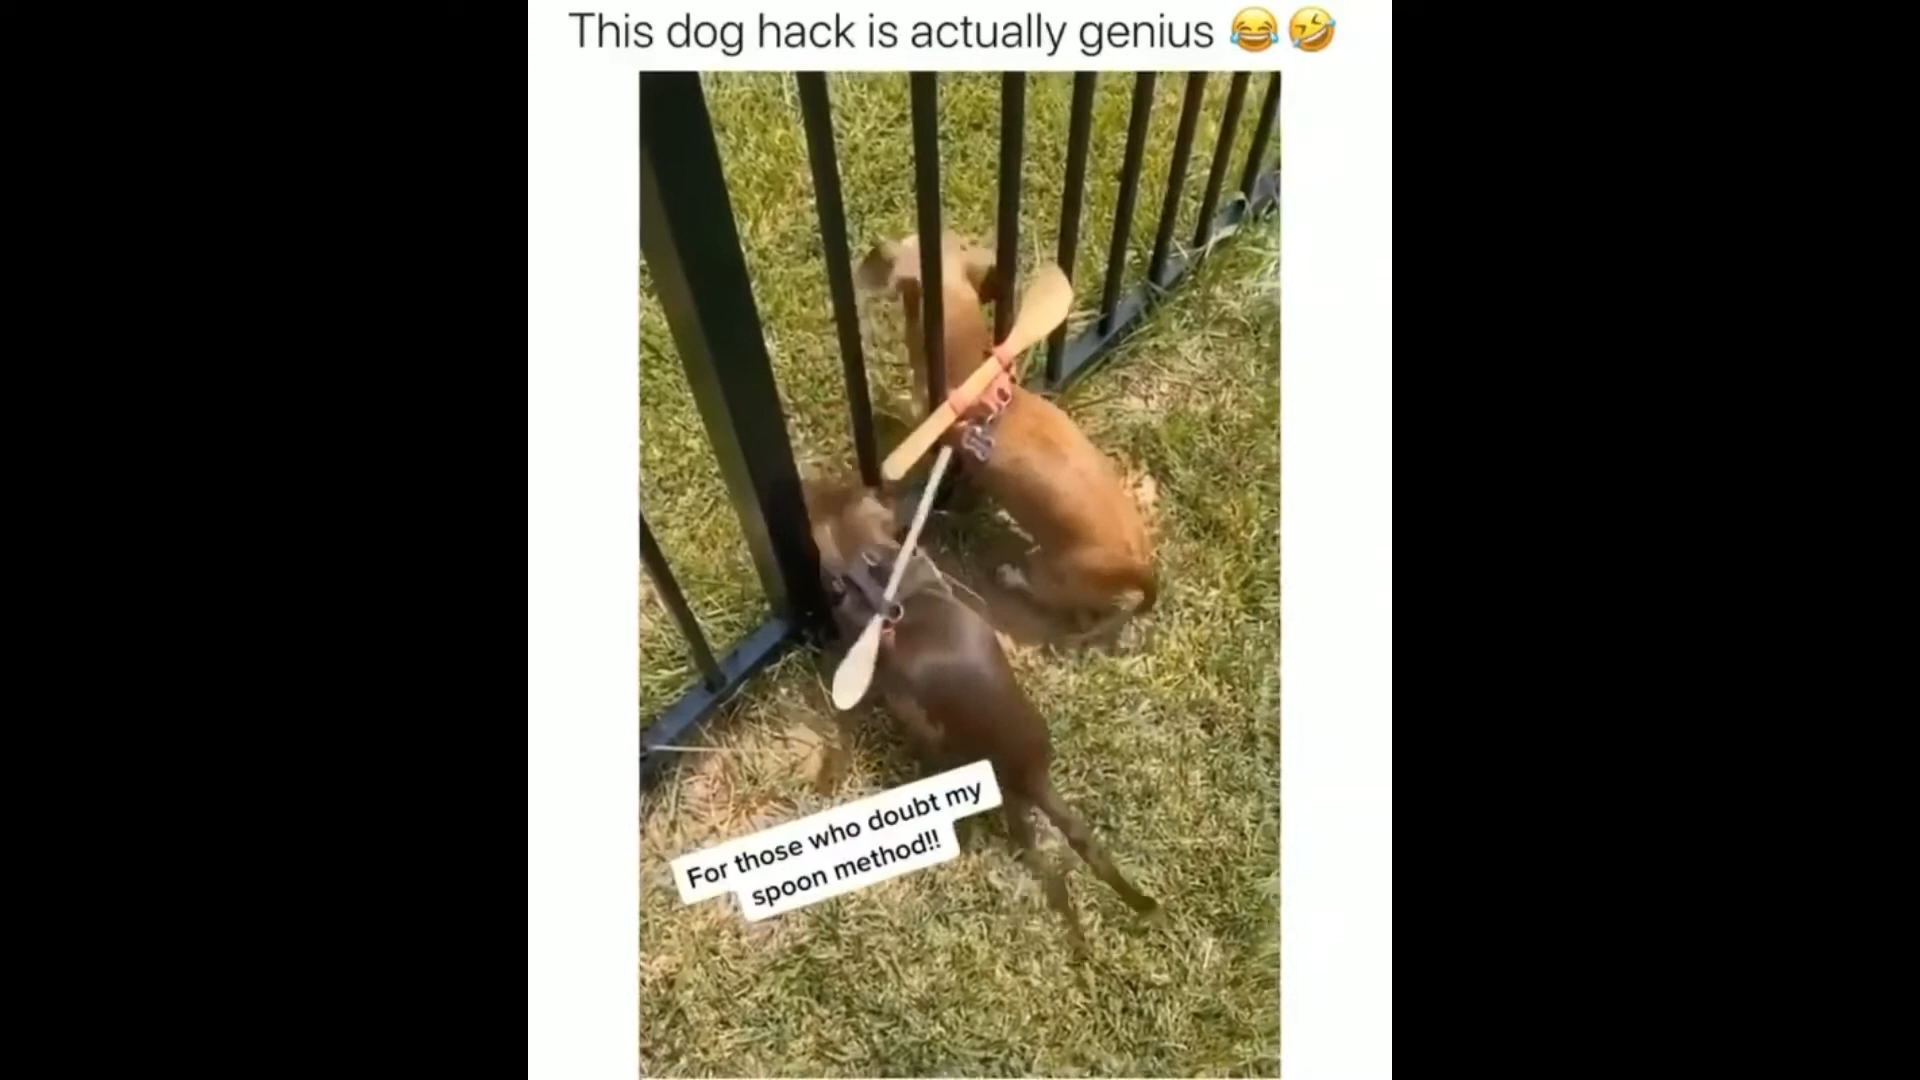 This dog hack is actually genius 😂🤣
For those who doubt my
spoon method!!